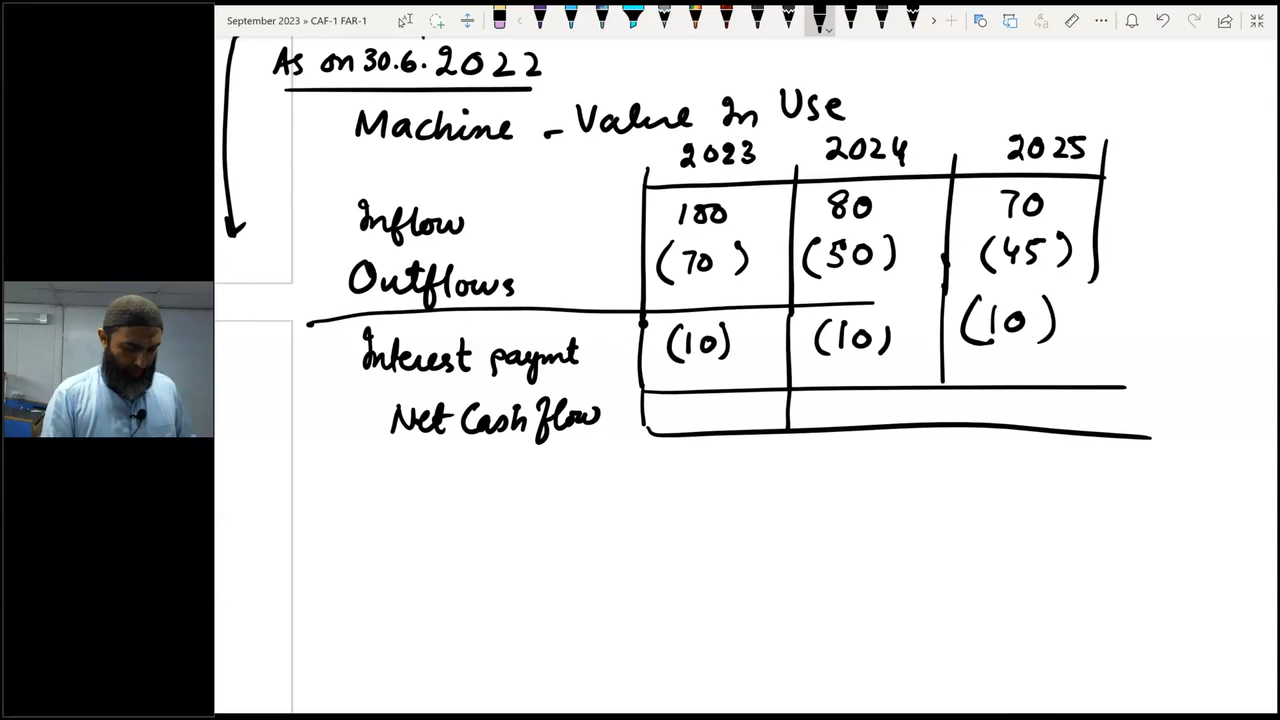 September 2023 » CAF-1 FAR-1
As on 30.6.2022
Machine - Value In Use
2023 2024 2025
Inflow 100 80 70
Outflows (70) (50) (45)
Interest paymt (10) (10) (10)
Net Cash flow